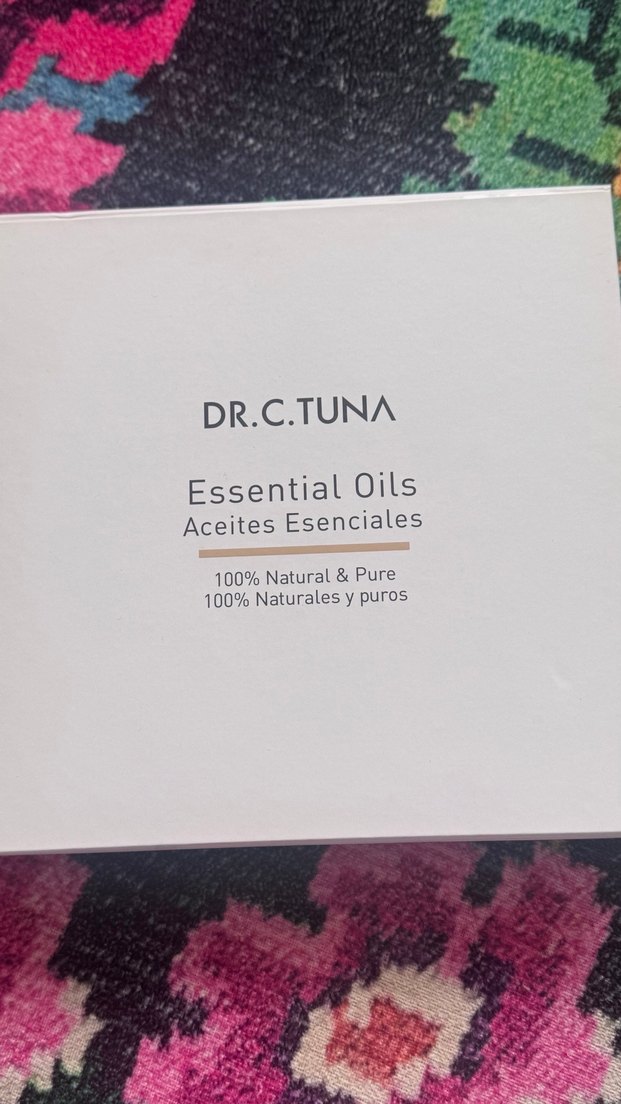 DR.C.TUNA
Essential Oils
Aceites Esenciales
100% Natural & Pure
100% Naturales y puros